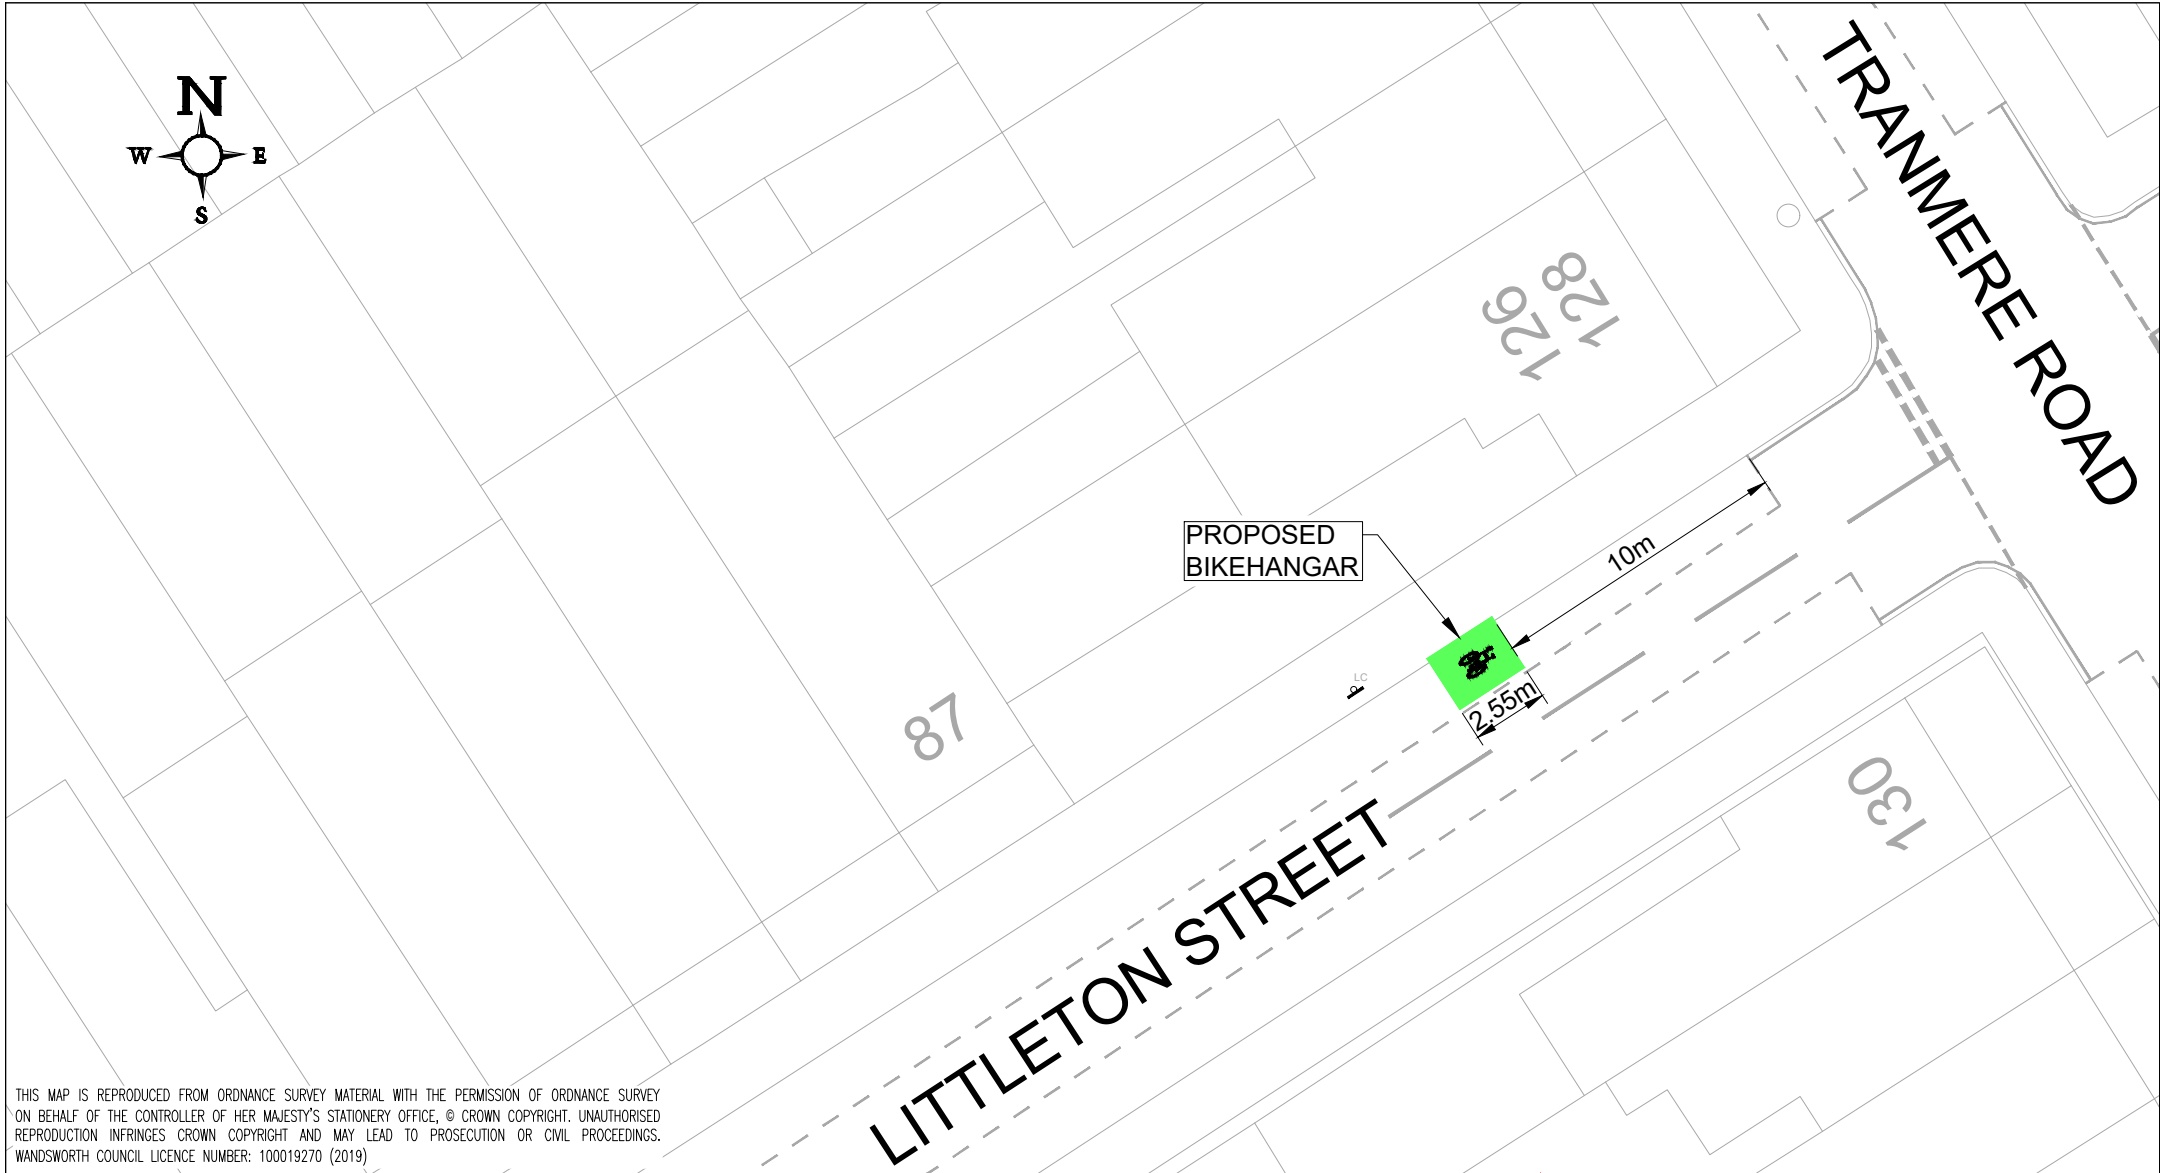 N
W E
S
TRANMERE ROAD
128
126
PROPOSED
BIKEHANGAR
10m
LC
2.55m
87
130
LITTLETON STREET
THIS MAP IS REPRODUCED FROM ORDNANCE SURVEY MATERIAL WITH THE PERMISSION OF ORDNANCE SURVEY
ON BEHALF OF THE CONTROLLER OF HER MAJESTY'S STATIONERY OFFICE, © CROWN COPYRIGHT. UNAUTHORISED
REPRODUCTION INFRINGES CROWN COPYRIGHT AND MAY LEAD TO PROSECUTION OR CIVIL PROCEEDINGS.
WANDSWORTH COUNCIL LICENCE NUMBER: 100019270 (2019)